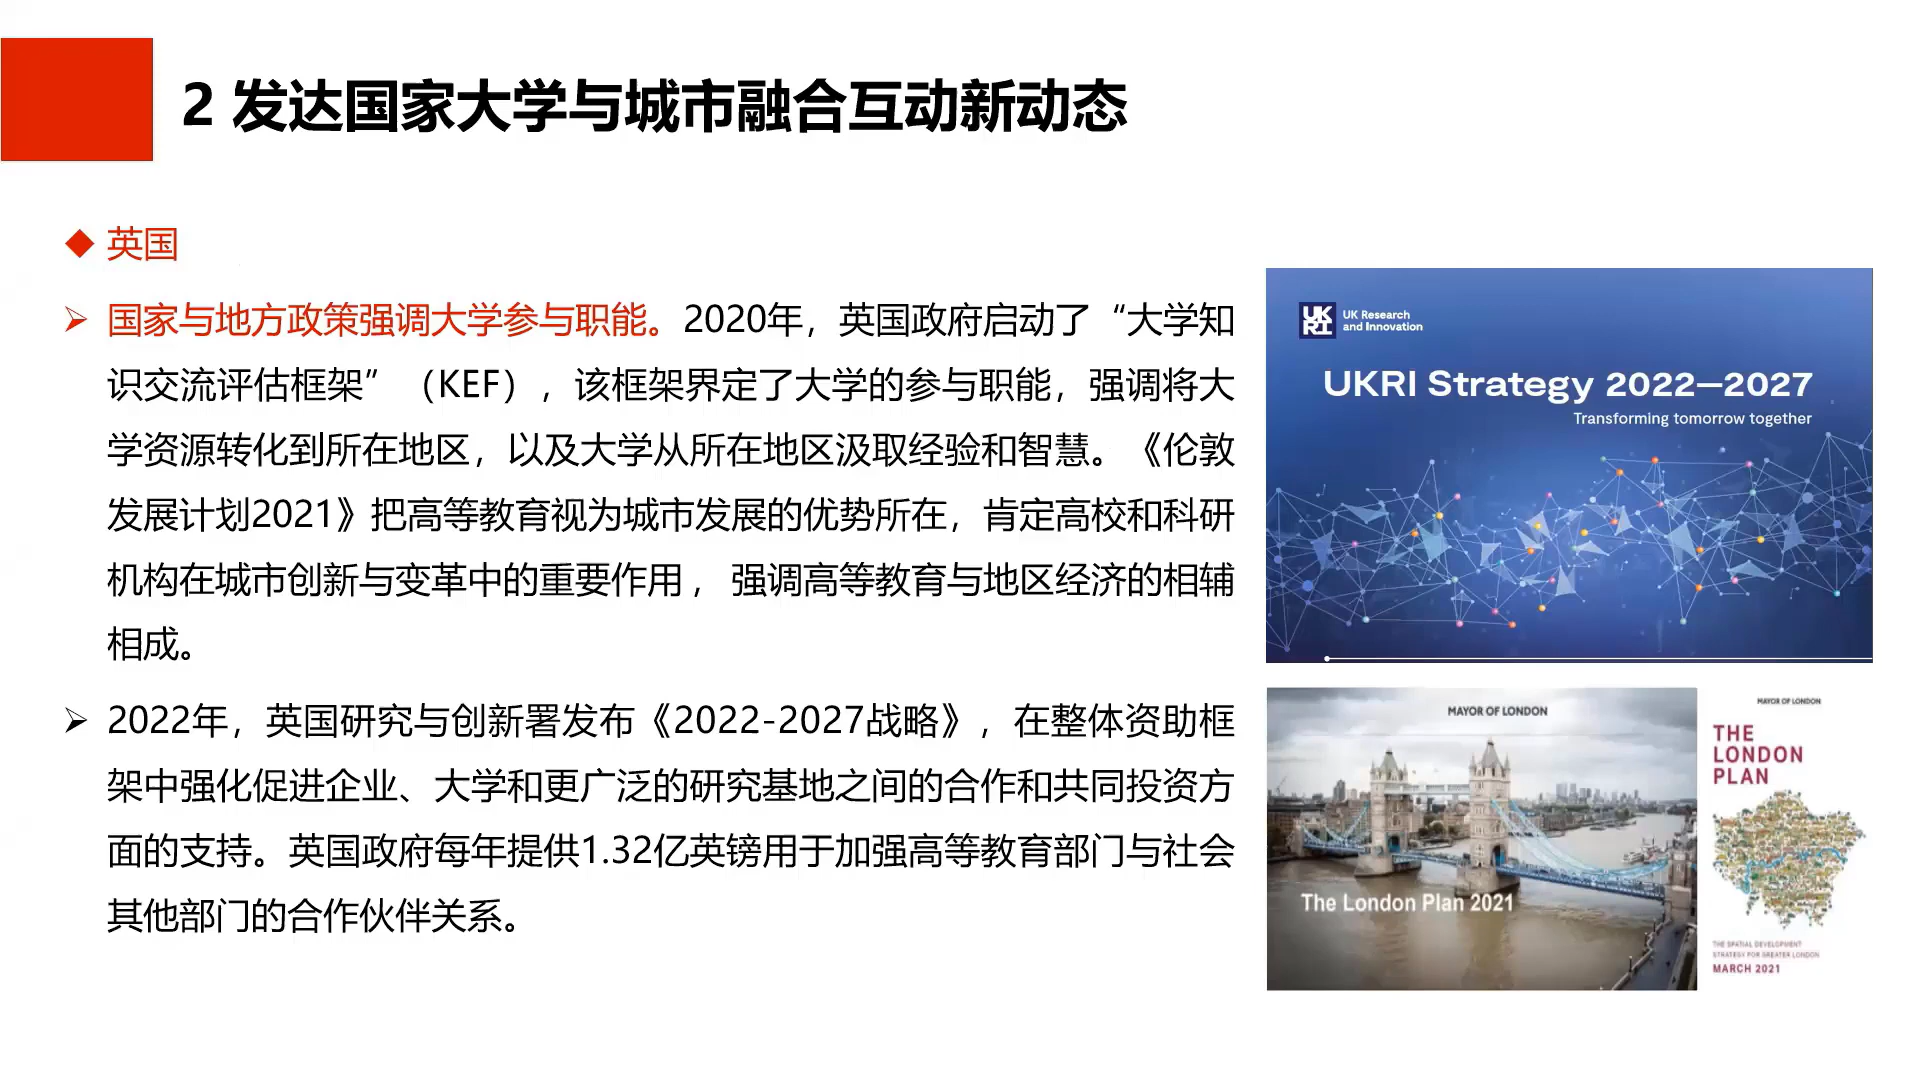 2 发达国家大学与城市融合互动新动态
英国
国家与地方政策强调大学参与职能。2020年，英国政府启动了“大学知
识交流评估框架”（KEF），该框架界定了大学的参与职能，强调将大
学资源转化到所在地区，以及大学从所在地区汲取经验和智慧。《伦敦
发展计划2021》把高等教育视为城市发展的优势所在，肯定高校和科研
机构在城市创新与变革中的重要作用 ，强调高等教育与地区经济的相辅
相成。
2022年，英国研究与创新署发布《2022-2027战略》，在整体资助框
架中强化促进企业、大学和更广泛的研究基地之间的合作和共同投资方
面的支持。英国政府每年提供1.32亿英镑用于加强高等教育部门与社会
其他部门的合作伙伴关系。
UKRI
UK Research
and Innovation
UKRI Strategy 2022—2027
Transforming tomorrow together
MAYOR OF LONDON
The London Plan 2021
MAYOR OF LONDON
THE
LONDON
PLAN
THE SPATIAL DEVELOPMENT
STRATEGY FOR GREATER LONDON
MARCH 2021